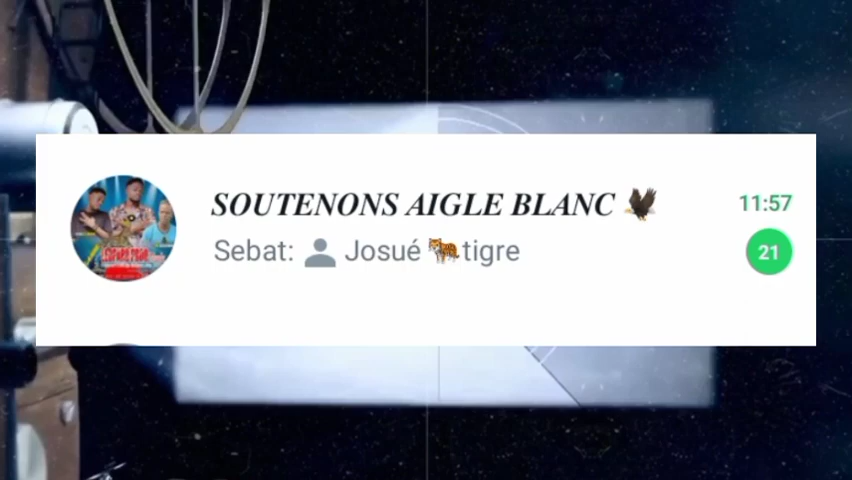 SOUTENONS AIGLE BLANC 🦅
11:57
Sebat: 👤 Josué 🐅tigre
21